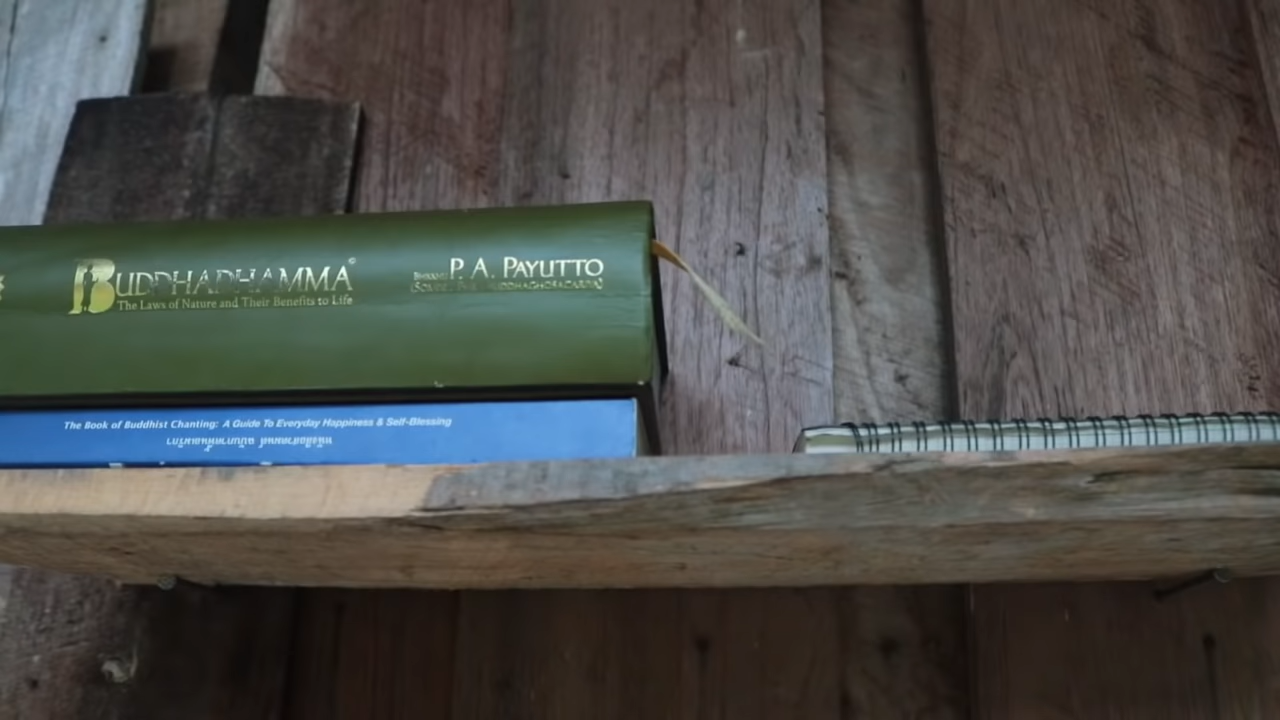 BUDDHADHAMMA©
The Laws of Nature and Their Benefits to Life
P. A. PAYUTTO
The Book of Buddhist Chanting: A Guide To Everyday Happiness & Self-Blessing